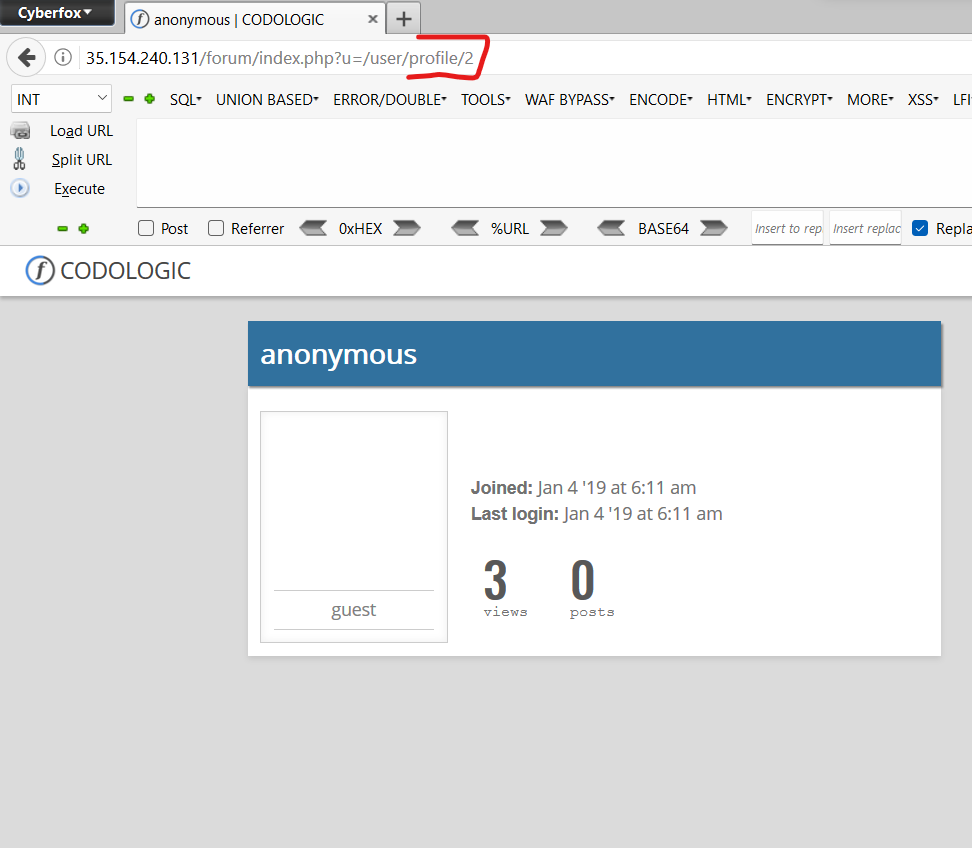 Cyberfox
anonymous | CODOLOGIC
35.154.240.131/forum/index.php?u=/user/profile/2
INT SQL UNION BASED ERROR/DOUBLE TOOLS WAF BYPASS ENCODE HTML ENCRYPT MORE XSS LFI
Load URL
Split URL
Execute
Post Referrer 0xHEX %URL BASE64 Insert to rep Insert replac Repla
f CODOLOGIC
anonymous
Joined: Jan 4 '19 at 6:11 am
Last login: Jan 4 '19 at 6:11 am
3 0
views posts
guest